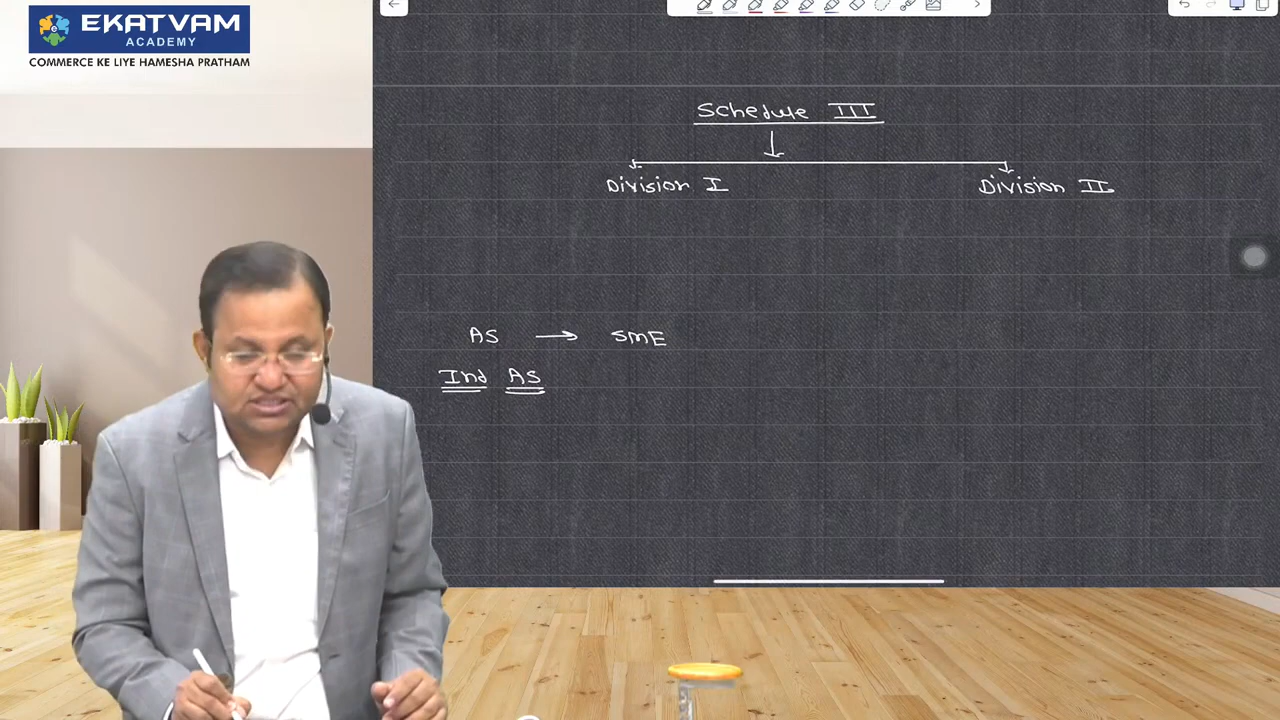 EKATVAM
ACADEMY
COMMERCE KE LIYE HAMESHA PRATHAM
Schedule III
Division I
Division II
AS → SME
Ind AS